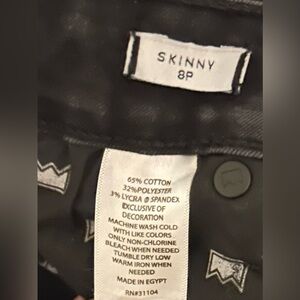 SKINNY
8P
65% COTTON
32%POLYESTER
3% LYCRA @ SPANDEX
EXCLUSIVE OF
DECORATION
MACHINE WASH COLD
WITH LIKE COLORS
ONLY NON-CHLORINE
BLEACH WHEN NEEDED
TUMBLE DRY LOW
WARM IRON WHEN
NEEDED
MADE IN EGYPT
RN#31104